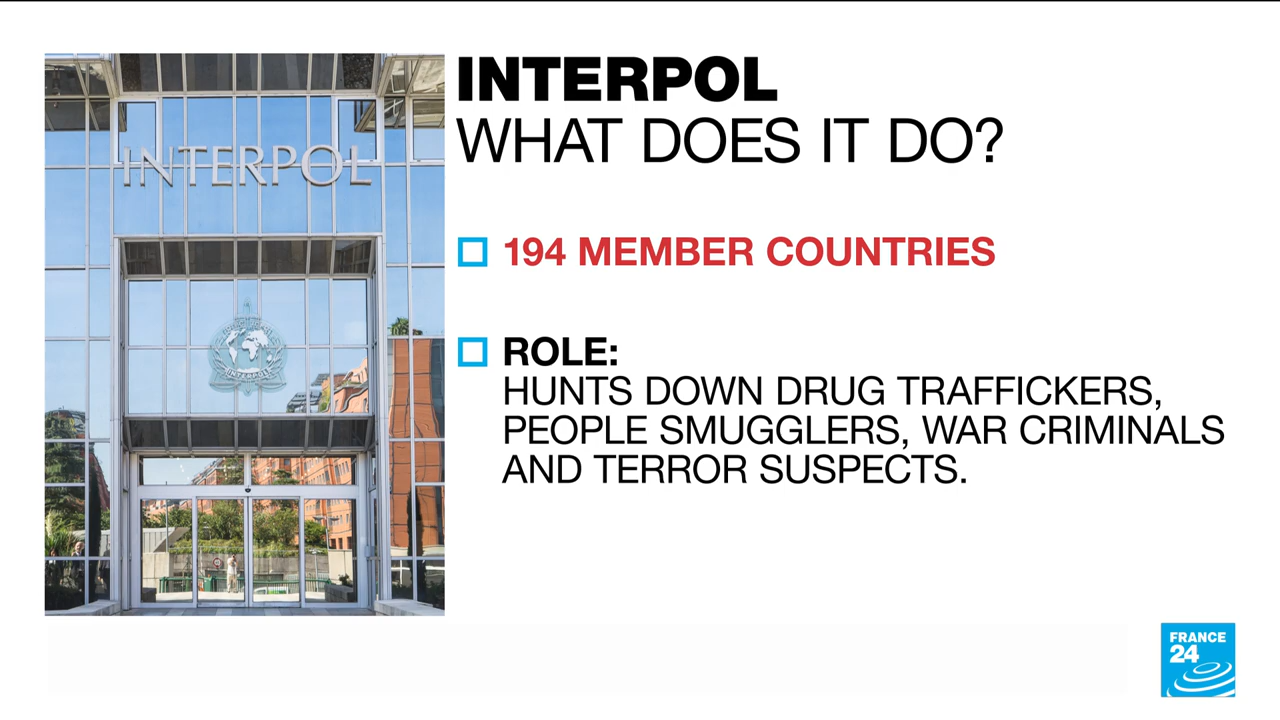 INTERPOL
INTERPOL
INTERPOL
WHAT DOES IT DO?
194 MEMBER COUNTRIES
ROLE:
HUNTS DOWN DRUG TRAFFICKERS,
PEOPLE SMUGGLERS, WAR CRIMINALS
AND TERROR SUSPECTS.
FRANCE
24